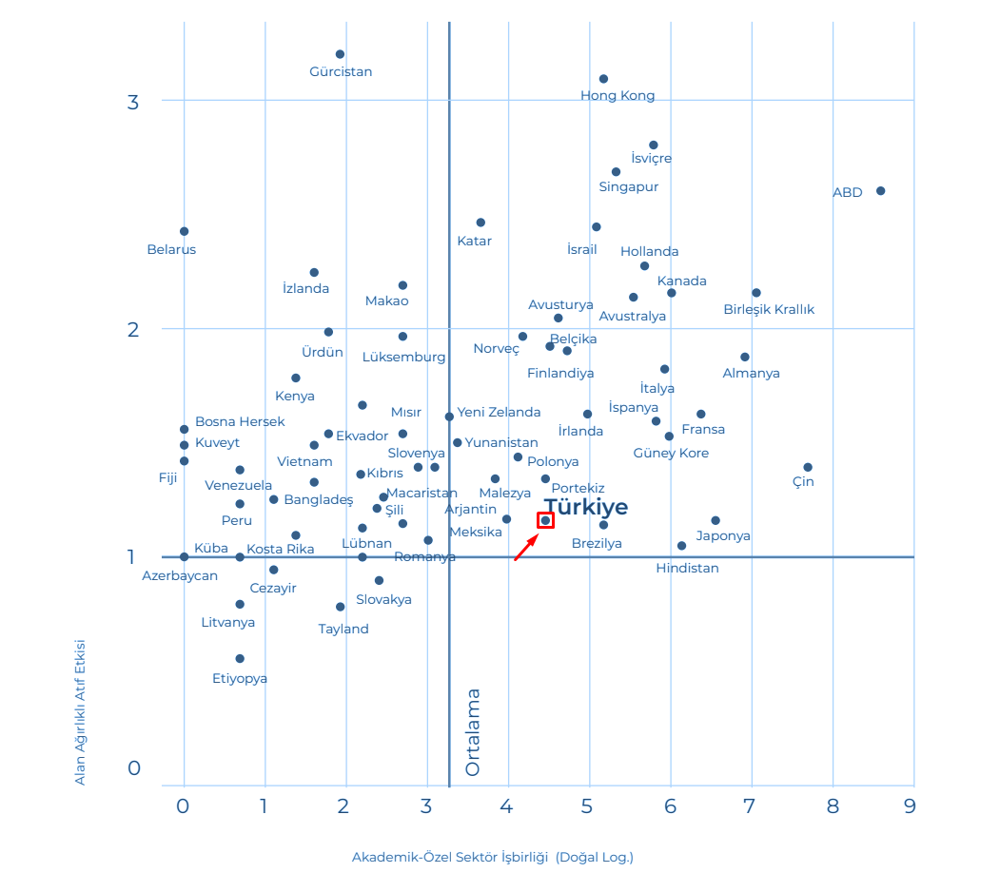 Gürcistan
3
Hong Kong
İsviçre
Singapur
ABD
Katar
İsrail
Belarus
Hollanda
İzlanda
Kanada
Makao
Avusturya
Avustralya
Birleşik Krallık
2
Belçika
Norveç
Ürdün
Lüksemburg
Finlandiya
Almanya
Kenya
İtalya
Mısır
Yeni Zelanda
İspanya
Bosna Hersek
İrlanda
Fransa
Ekvador
Kuveyt
Yunanistan
Slovenya
Güney Kore
Vietnam
Polonya
Fiji
Kıbrıs
Venezuela
Çin
Portekiz
Macaristan
Malezya
Bangladeş
Türkiye
Şili
Arjantin
Peru
Meksika
Japonya
Lübnan
Brezilya
Küba
Kosta Rika
1
Romanya
Hindistan
Azerbaycan
Cezayir
Slovakya
Litvanya
Tayland
Etiyopya
Alan Ağırlıklı Atıf Etkisi
Ortalama
0
0 1 2 3 4 5 6 7 8 9
Akademik-Özel Sektör İşbirliği (Doğal Log.)